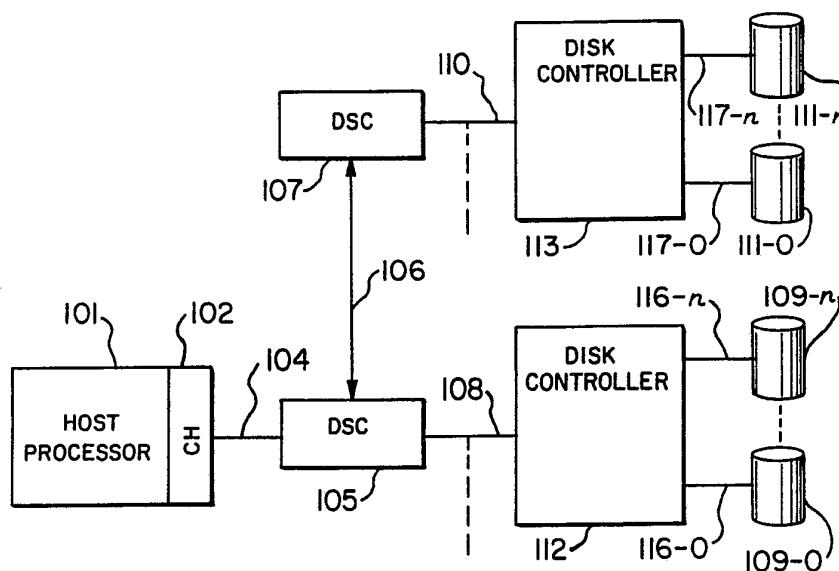 DISK
CONTROLLER
110
117-n
111-n
DSC
107
113
117-0
111-0
106
101
102
104
HOST
PROCESSOR
CH
DSC
105
108
DISK
CONTROLLER
116-n
109-n
112
116-0
109-0